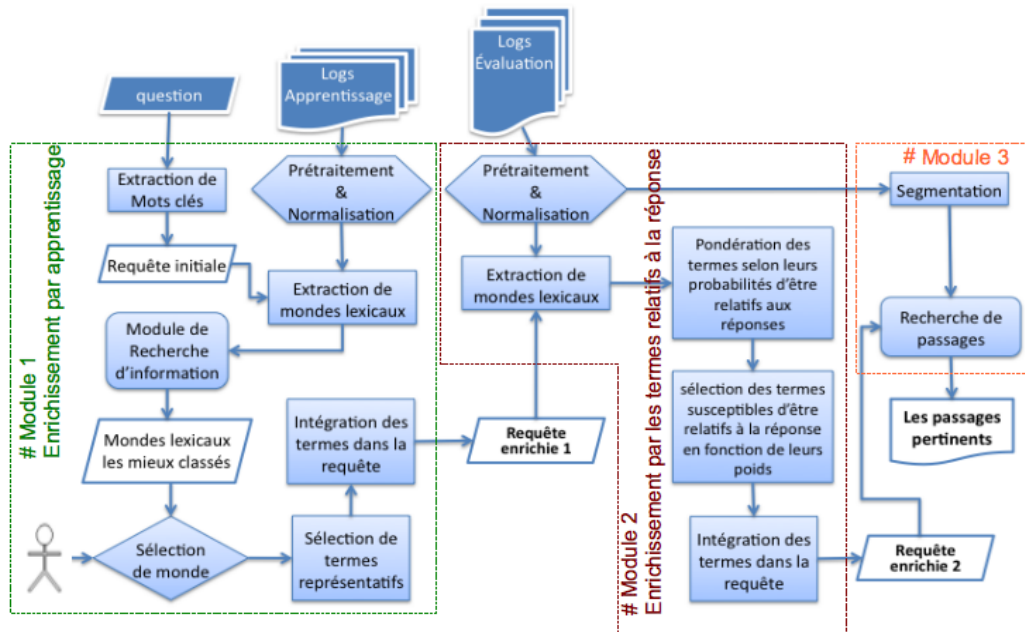 question
Logs
Apprentissage
Logs
Évaluation
# Module 1
Enrichissement par apprentissage
Extraction de
Mots clés
Requête initiale
Prétraitement
&
Normalisation
Extraction de
mondes lexicaux
Module de
Recherche
d'information
Mondes lexicaux
les mieux classés
Sélection
de monde
Sélection de
termes
représentatifs
Intégration des
termes dans la
requête
Requête
enrichie 1
# Module 2
Enrichissement par les termes relatifs à la réponse
Prétraitement
&
Normalisation
Extraction de
mondes lexicaux
Pondération des
termes selon leurs
probabilités d'être
relatifs aux
réponses
sélection des termes
susceptibles d'être
relatifs à la réponse
en fonction de leurs
poids
Intégration des
termes dans la
requête
Requête
enrichie 2
# Module 3
Segmentation
Recherche de
passages
Les passages
pertinents